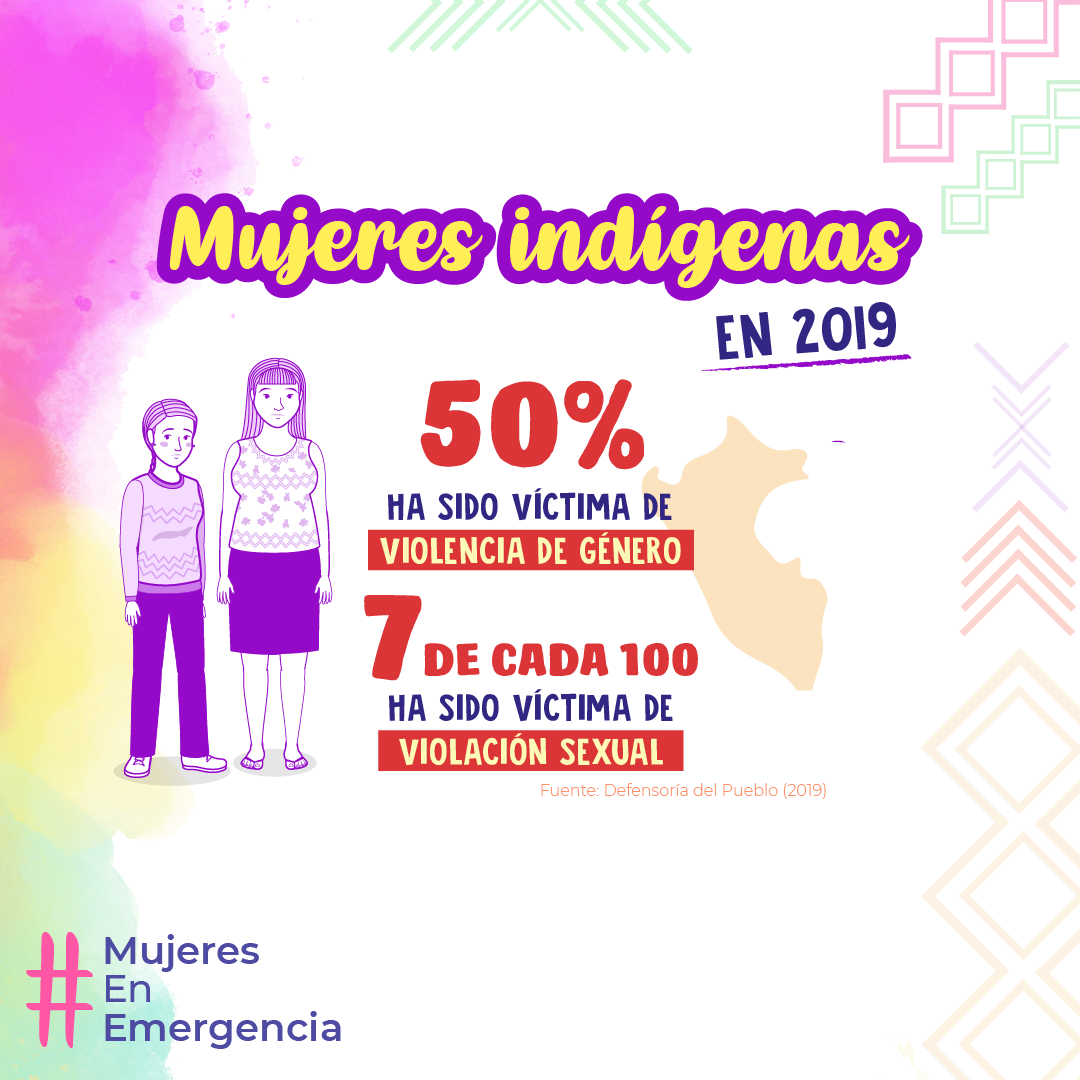 Mujeres indígenas
EN 2019
50%
HA SIDO VÍCTIMA DE
VIOLENCIA DE GÉNERO
7 DE CADA 100
HA SIDO VÍCTIMA DE
VIOLACIÓN SEXUAL
Fuente: Defensoría del Pueblo (2019)
# Mujeres
En
Emergencia